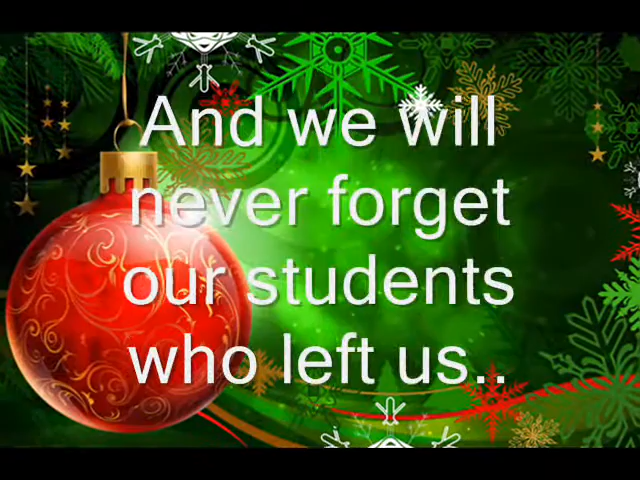 And we will
never forget
our students
who left us..